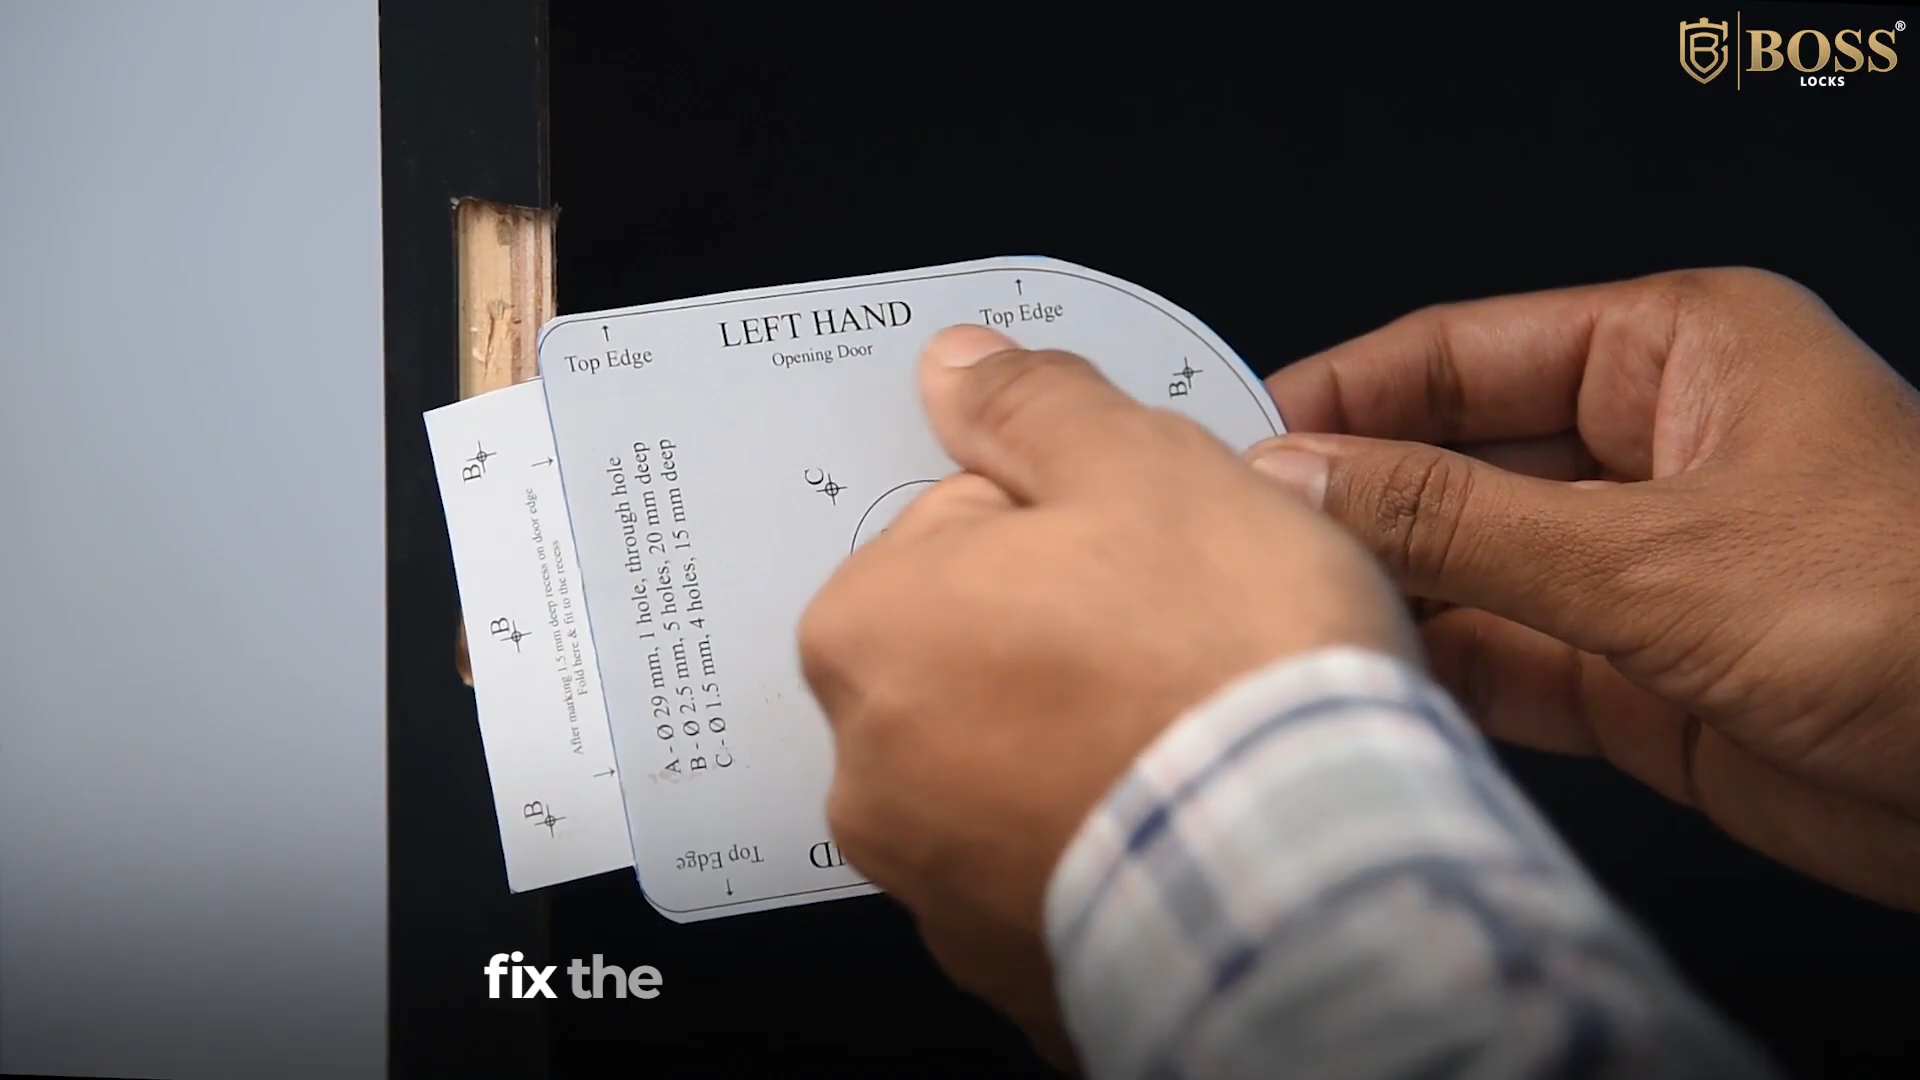 BOSS®
LOCKS
LEFT HAND
Opening Door
Top Edge
Top Edge
B
B
B
B
C
After marking 1.5 mm deep recess on door edge
Fold here & fit to the recess
A - Ø 29 mm, 1 hole, through hole
B - Ø 2.5 mm, 5 holes, 20 mm deep
C - Ø 1.5 mm, 4 holes, 15 mm deep
Top Edge
fix the